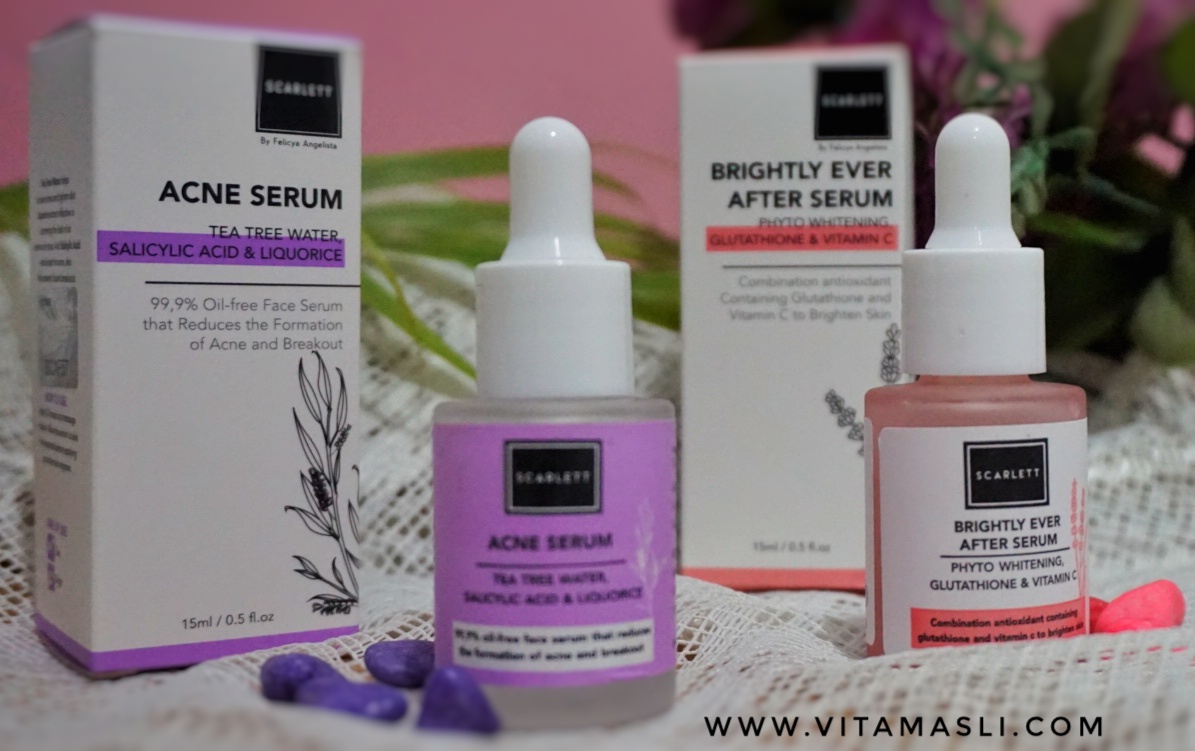 SCARLETT
By Felicya Angelista
ACNE SERUM
TEA TREE WATER,
SALICYLIC ACID & LIQUORICE
99,9% Oil-free Face Serum
that Reduces the Formation
of Acne and Breakout
15ml / 0.5 fl.oz
SCARLETT
ACNE SERUM
TEA TREE WATER,
SALICYLIC ACID & LIQUORICE
99,9% oil-free face serum that reduces
the formation of acne and breakout
SCARLETT
By Felicya Angelista
BRIGHTLY EVER
AFTER SERUM
PHYTO WHITENING,
GLUTATHIONE & VITAMIN C
Combination antioxidant
Containing Glutathione and
Vitamin C to Brighten Skin
15ml / 0.5 fl.oz
SCARLETT
BRIGHTLY EVER
AFTER SERUM
PHYTO WHITENING,
GLUTATHIONE & VITAMIN C
Combination antioxidant containing
glutathione and vitamin c to brighten skin
WWW.VITAMASLI.COM